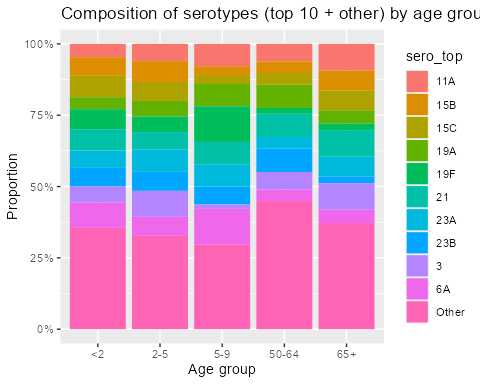 Composition of serotypes (top 10 + other) by age grou
100%
75%
50%
25%
0%
Proportion
<2
2-5
5-9
50-64
65+
Age group
sero_top
11A
15B
15C
19A
19F
21
23A
23B
3
6A
Other